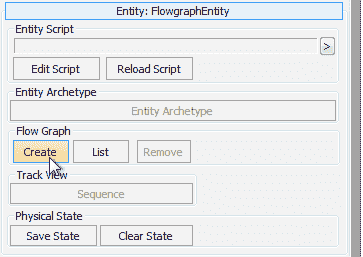 Entity: FlowgraphEntity
Entity Script
>
Edit Script Reload Script
Entity Archetype
Entity Archetype
Flow Graph
Create List Remove
Track View
Sequence
Physical State
Save State Clear State